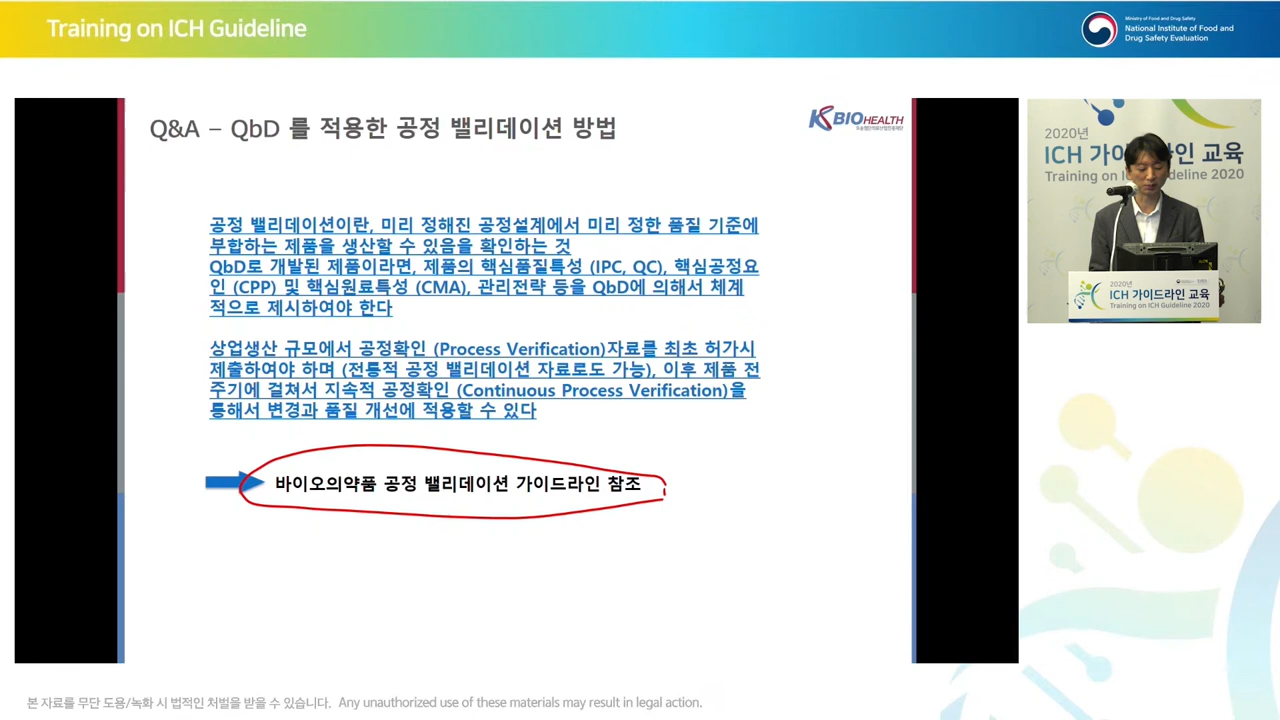 Training on ICH Guideline
Ministry of Food and Drug Safety
National Institute of Food and
Drug Safety Evaluation
Q&A – QbD 를 적용한 공정 밸리데이션 방법
KBIOHEALTH
오송첨단의료산업진흥재단
공정 밸리데이션이란, 미리 정해진 공정설계에서 미리 정한 품질 기준에
부합하는 제품을 생산할 수 있음을 확인하는 것
QbD로 개발된 제품이라면, 제품의 핵심품질특성 (IPC, QC), 핵심공정요
인 (CPP) 및 핵심원료특성 (CMA), 관리전략 등을 QbD에 의해서 체계
적으로 제시하여야 한다
상업생산 규모에서 공정확인 (Process Verification)자료를 최초 허가시
제출하여야 하며 (전통적 공정 밸리데이션 자료로도 가능), 이후 제품 전
주기에 걸쳐서 지속적 공정확인 (Continuous Process Verification)을
통해서 변경과 품질 개선에 적용할 수 있다
바이오의약품 공정 밸리데이션 가이드라인 참조
2020년
ICH 가이 인 교육
Training on IC eline 2020
2020년
ICH 가이드라인 교육
Training on ICH Guideline 2020
본 자료를 무단 도용/녹화 시 법적인 처벌을 받을 수 있습니다. Any unauthorized use of these materials may result in legal action.